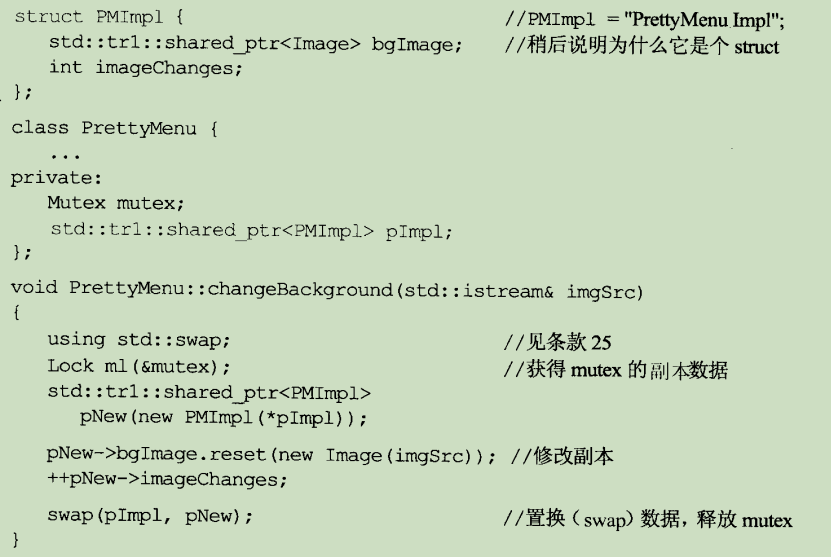 struct PMImpl { //PMImpl = "PrettyMenu Impl";
std::tr1::shared_ptr<Image> bgImage; //稍后说明为什么它是个 struct
int imageChanges;
};
class PrettyMenu {
...
private:
Mutex mutex;
std::tr1::shared_ptr<PMImpl> pImpl;
};
void PrettyMenu::changeBackground(std::istream& imgSrc)
{
using std::swap; //见条款 25
Lock ml(&mutex); //获得 mutex 的副本数据
std::tr1::shared_ptr<PMImpl>
pNew(new PMImpl(*pImpl));
pNew->bgImage.reset(new Image(imgSrc)); //修改副本
++pNew->imageChanges;
swap(pImpl, pNew); //置换（swap）数据，释放 mutex
}